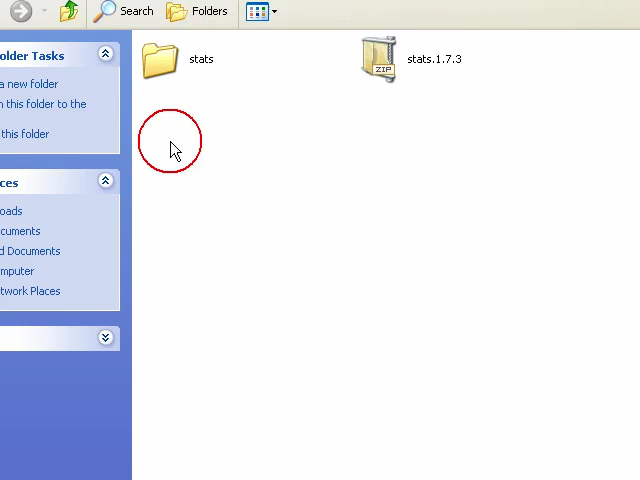 Search
Folders
older Tasks
a new folder
n this folder to the
this folder
ces
oads
cuments
d Documents
mputer
twork Places
stats
ZIP
stats.1.7.3